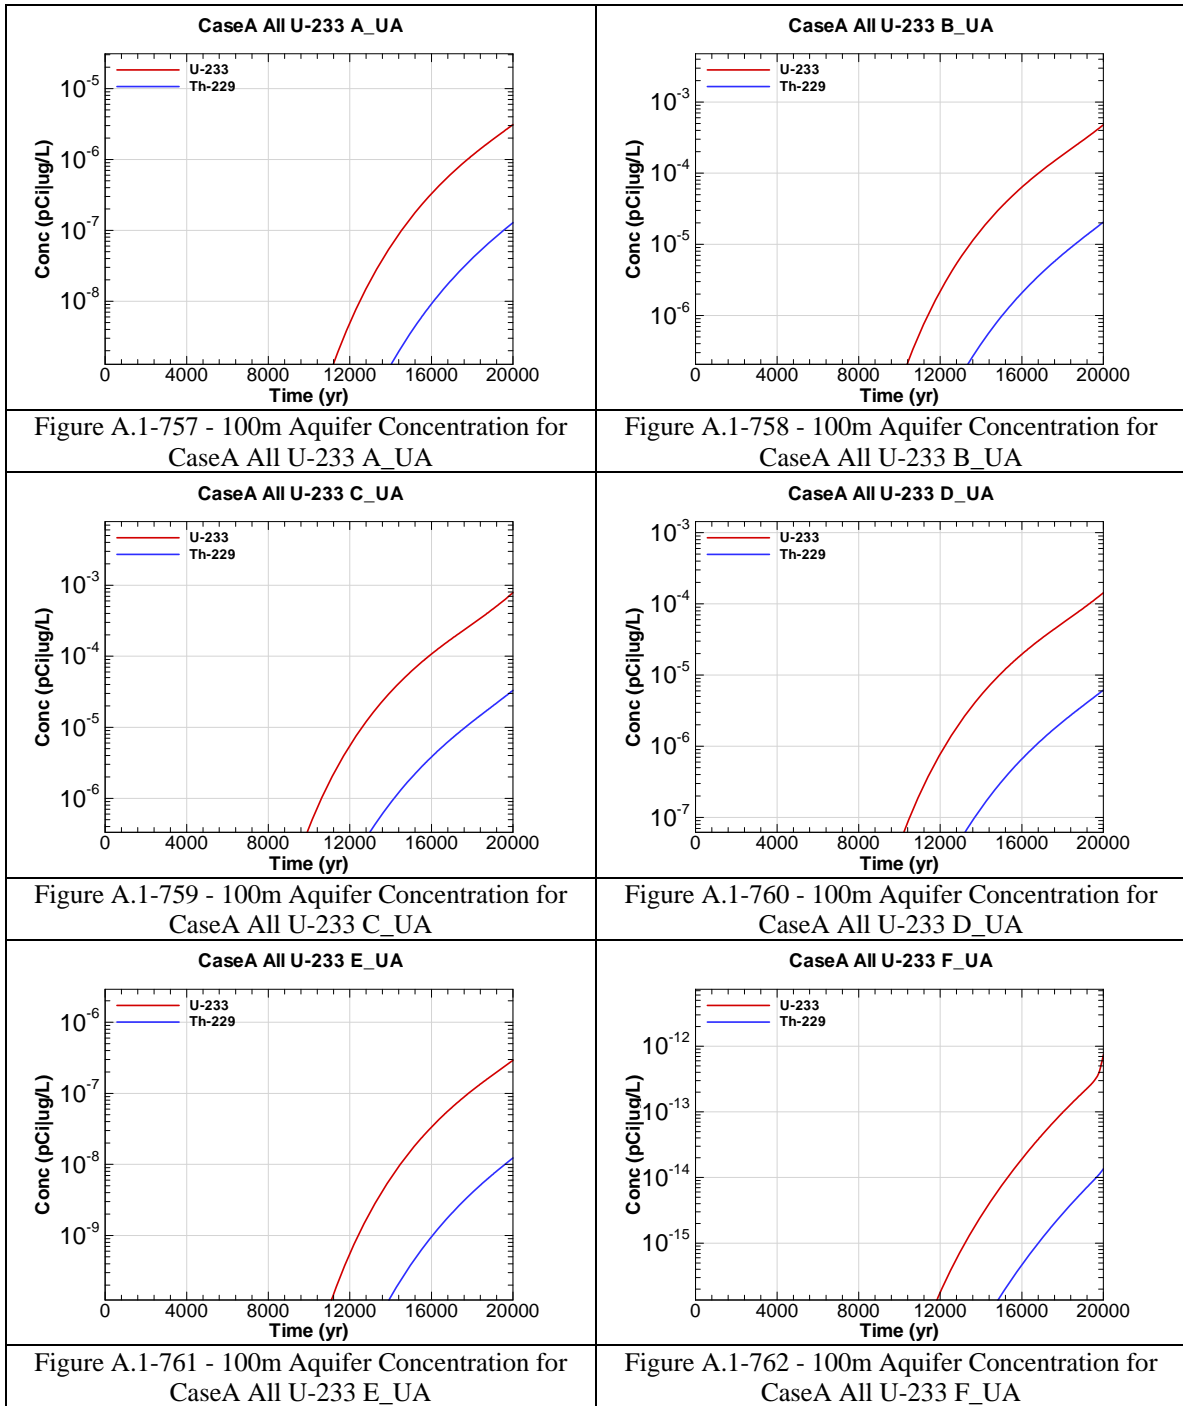 CaseA All U-233 A_UA
U-233
Th-229
10-5
10-6
10-7
10-8
Conc (pCi|ug/L)
0 4000 8000 12000 16000 20000
Time (yr)
Figure A.1-757 - 100m Aquifer Concentration for
CaseA All U-233 A_UA
CaseA All U-233 B_UA
U-233
Th-229
10-3
10-4
10-5
10-6
Conc (pCi|ug/L)
0 4000 8000 12000 16000 20000
Time (yr)
Figure A.1-758 - 100m Aquifer Concentration for
CaseA All U-233 B_UA
CaseA All U-233 C_UA
U-233
Th-229
10-3
10-4
10-5
10-6
Conc (pCi|ug/L)
0 4000 8000 12000 16000 20000
Time (yr)
Figure A.1-759 - 100m Aquifer Concentration for
CaseA All U-233 C_UA
CaseA All U-233 D_UA
U-233
Th-229
10-3
10-4
10-5
10-6
10-7
Conc (pCi|ug/L)
0 4000 8000 12000 16000 20000
Time (yr)
Figure A.1-760 - 100m Aquifer Concentration for
CaseA All U-233 D_UA
CaseA All U-233 E_UA
U-233
Th-229
10-6
10-7
10-8
10-9
Conc (pCi|ug/L)
0 4000 8000 12000 16000 20000
Time (yr)
Figure A.1-761 - 100m Aquifer Concentration for
CaseA All U-233 E_UA
CaseA All U-233 F_UA
U-233
Th-229
10-12
10-13
10-14
10-15
Conc (pCi|ug/L)
0 4000 8000 12000 16000 20000
Time (yr)
Figure A.1-762 - 100m Aquifer Concentration for
CaseA All U-233 F_UA